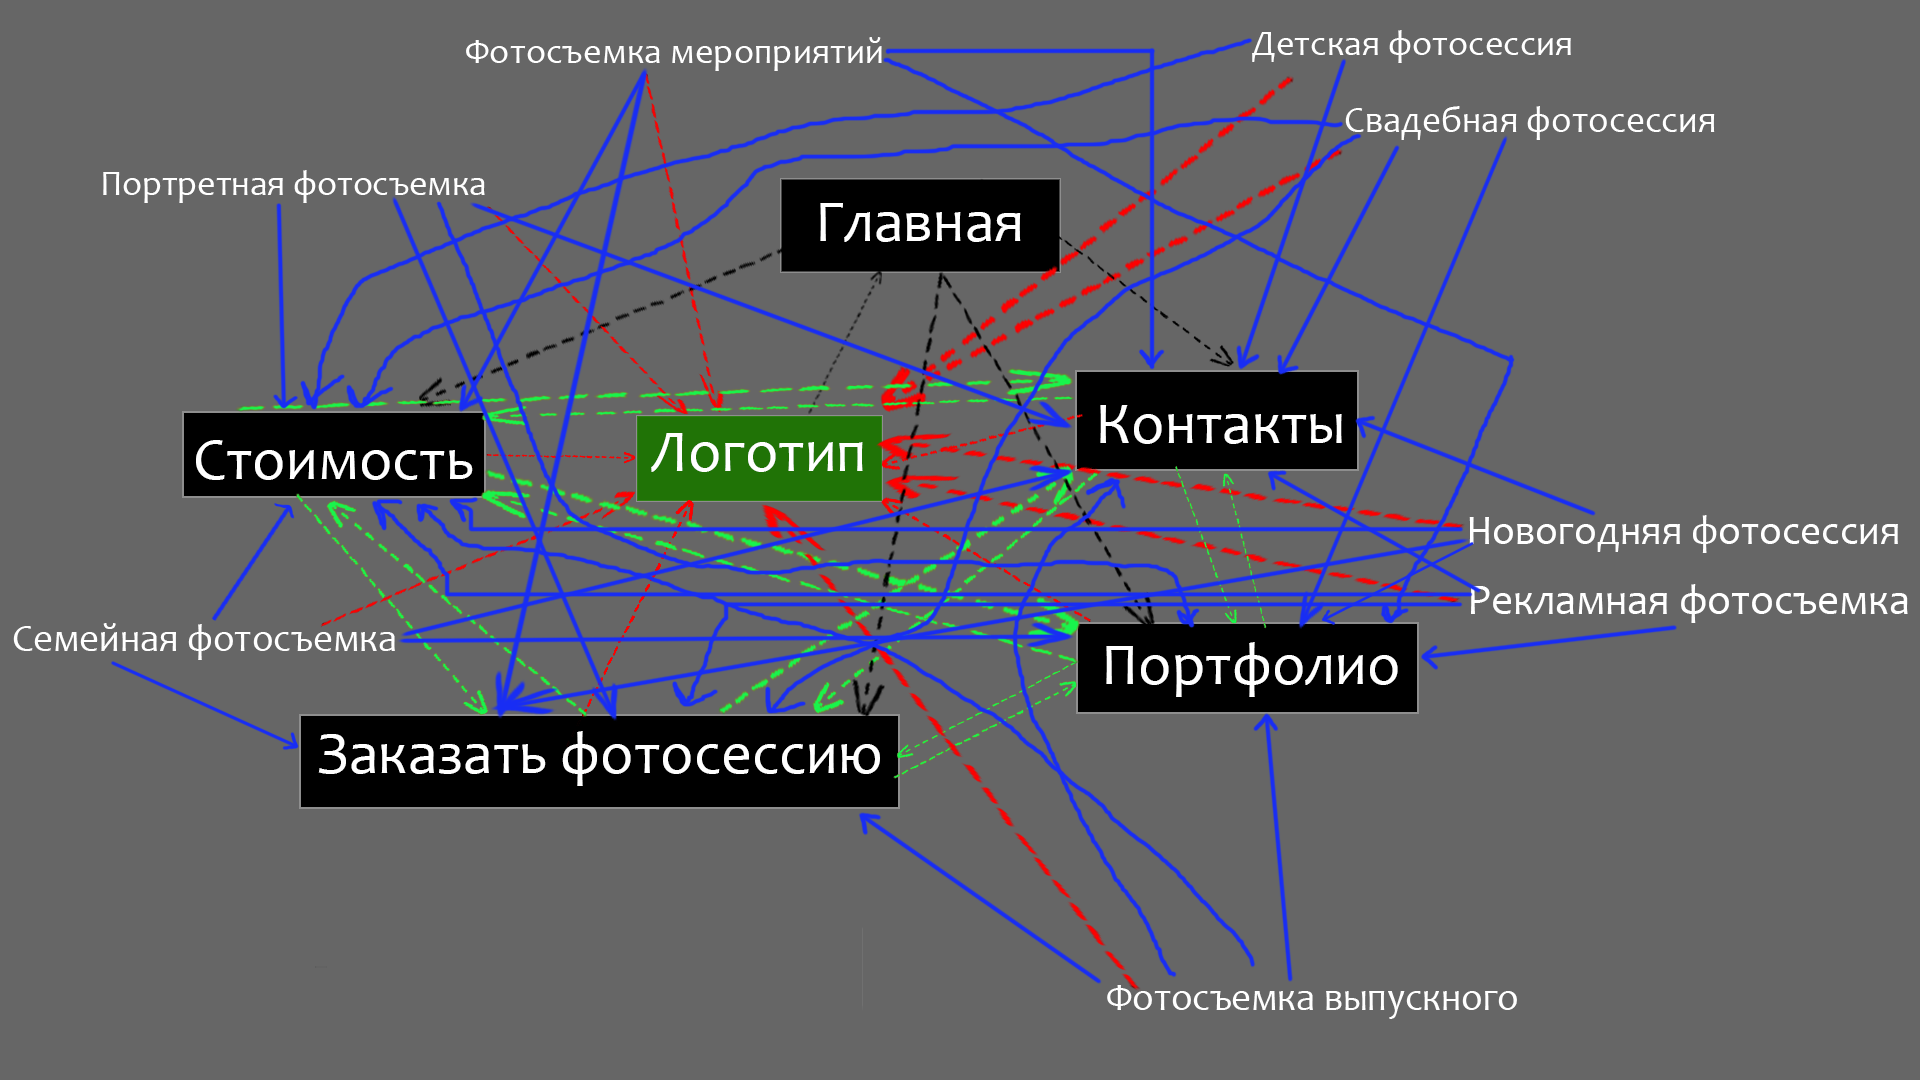 Фотосъемка мероприятий
Детская фотосессия
Свадебная фотосессия
Портретная фотосъемка
Главная
Контакты
Стоимость
Логотип
Новогодняя фотосессия
Рекламная фотосъемка
Семейная фотосъемка
Портфолио
Заказать фотосессию
Фотосъемка выпускного